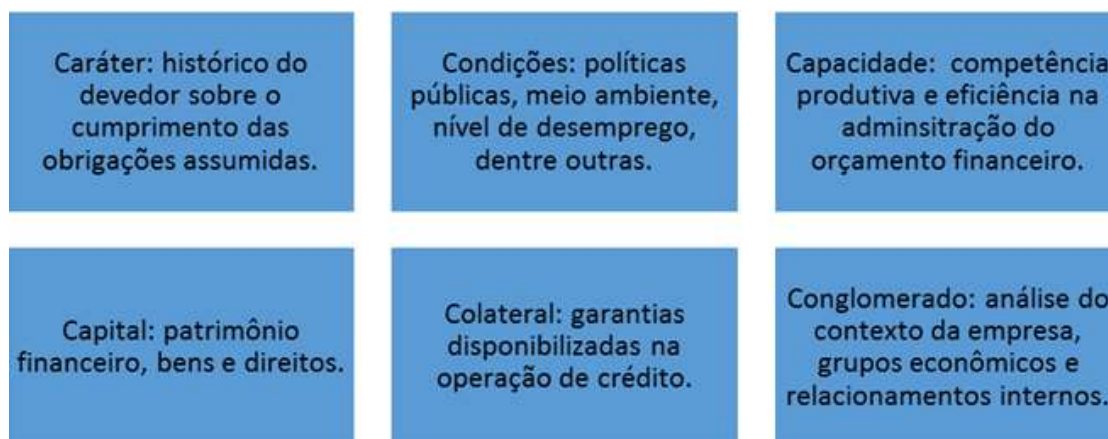 Caráter: histórico do
devedor sobre o
cumprimento das
obrigações assumidas.
Condições: políticas
públicas, meio ambiente,
nível de desemprego,
dentre outras.
Capacidade: competência
produtiva e eficiência na
adminsitração do
orçamento financeiro.
Capital: patrimônio
financeiro, bens e direitos.
Colateral: garantias
disponibilizadas na
operação de crédito.
Conglomerado: análise do
contexto da empresa,
grupos econômicos e
relacionamentos internos.